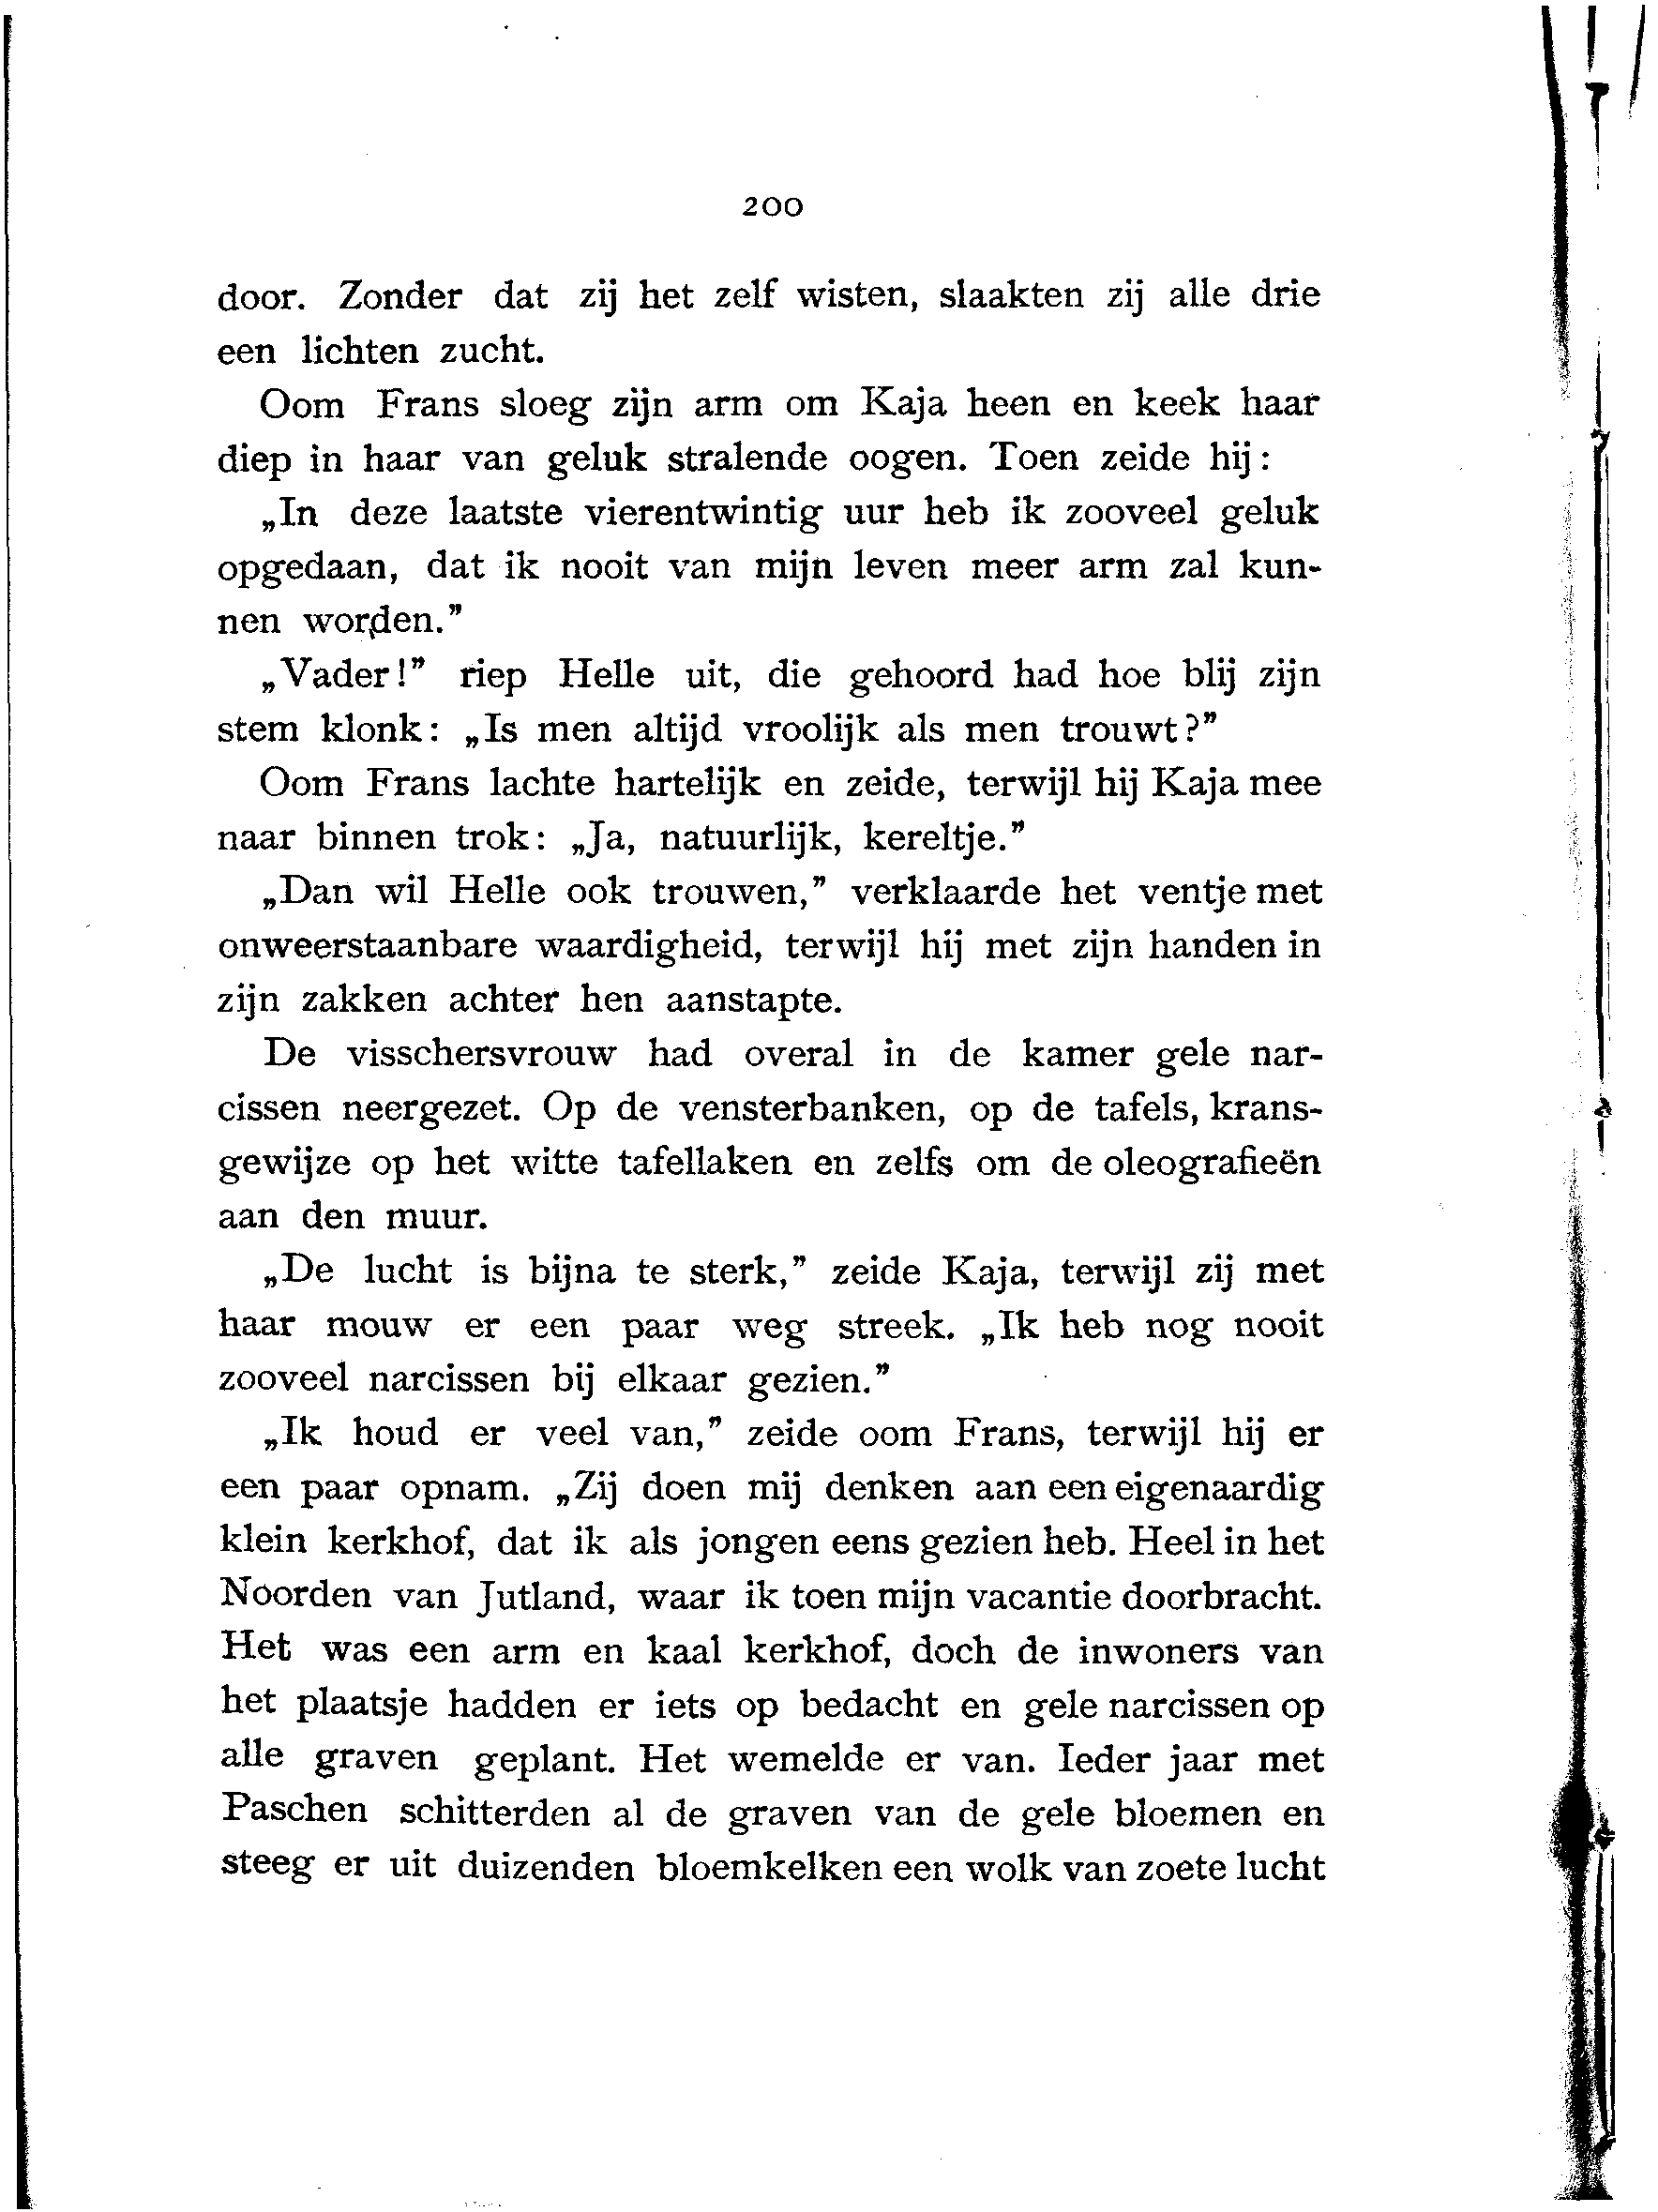 200
door. Zonder dat zij het zelf wisten, slaakten zij alle drie
een lichten zucht.
Oom Frans sloeg zijn arm om Kaja heen en keek haar
diep in haar van geluk stralende oogen. Toen zeide hij:
„In deze laatste vierentwintig uur heb ik zooveel geluk
opgedaan, dat ik nooit van mijn leven meer arm zal kun-
nen worden.”
„Vader!” riep Helle uit, die gehoord had hoe blij zijn
stem klonk: „Is men altijd vroolijk als men trouwt?”
Oom Frans lachte hartelijk en zeide, terwijl hij Kaja mee
naar binnen trok: „Ja, natuurlijk, kereltje.”
„Dan wil Helle ook trouwen,” verklaarde het ventje met
onweerstaanbare waardigheid, terwijl hij met zijn handen in
zijn zakken achter hen aanstapte.
De visschersvrouw had overal in de kamer gele nar-
cissen neergezet. Op de vensterbanken, op de tafels, krans-
gewijze op het witte tafellaken en zelfs om de oleografieën
aan den muur.
„De lucht is bijna te sterk,” zeide Kaja, terwijl zij met
haar mouw er een paar weg streek. „Ik heb nog nooit
zooveel narcissen bij elkaar gezien.”
„Ik houd er veel van,” zeide oom Frans, terwijl hij er
een paar opnam. „Zij doen mij denken aan een eigenaardig
klein kerkhof, dat ik als jongen eens gezien heb. Heel in het
Noorden van Jutland, waar ik toen mijn vacantie doorbracht.
Het was een arm en kaal kerkhof, doch de inwoners van
het plaatsje hadden er iets op bedacht en gele narcissen op
alle graven geplant. Het wemelde er van. Ieder jaar met
Paschen schitterden al de graven van de gele bloemen en
steeg er uit duizenden bloemkelken een wolk van zoete lucht